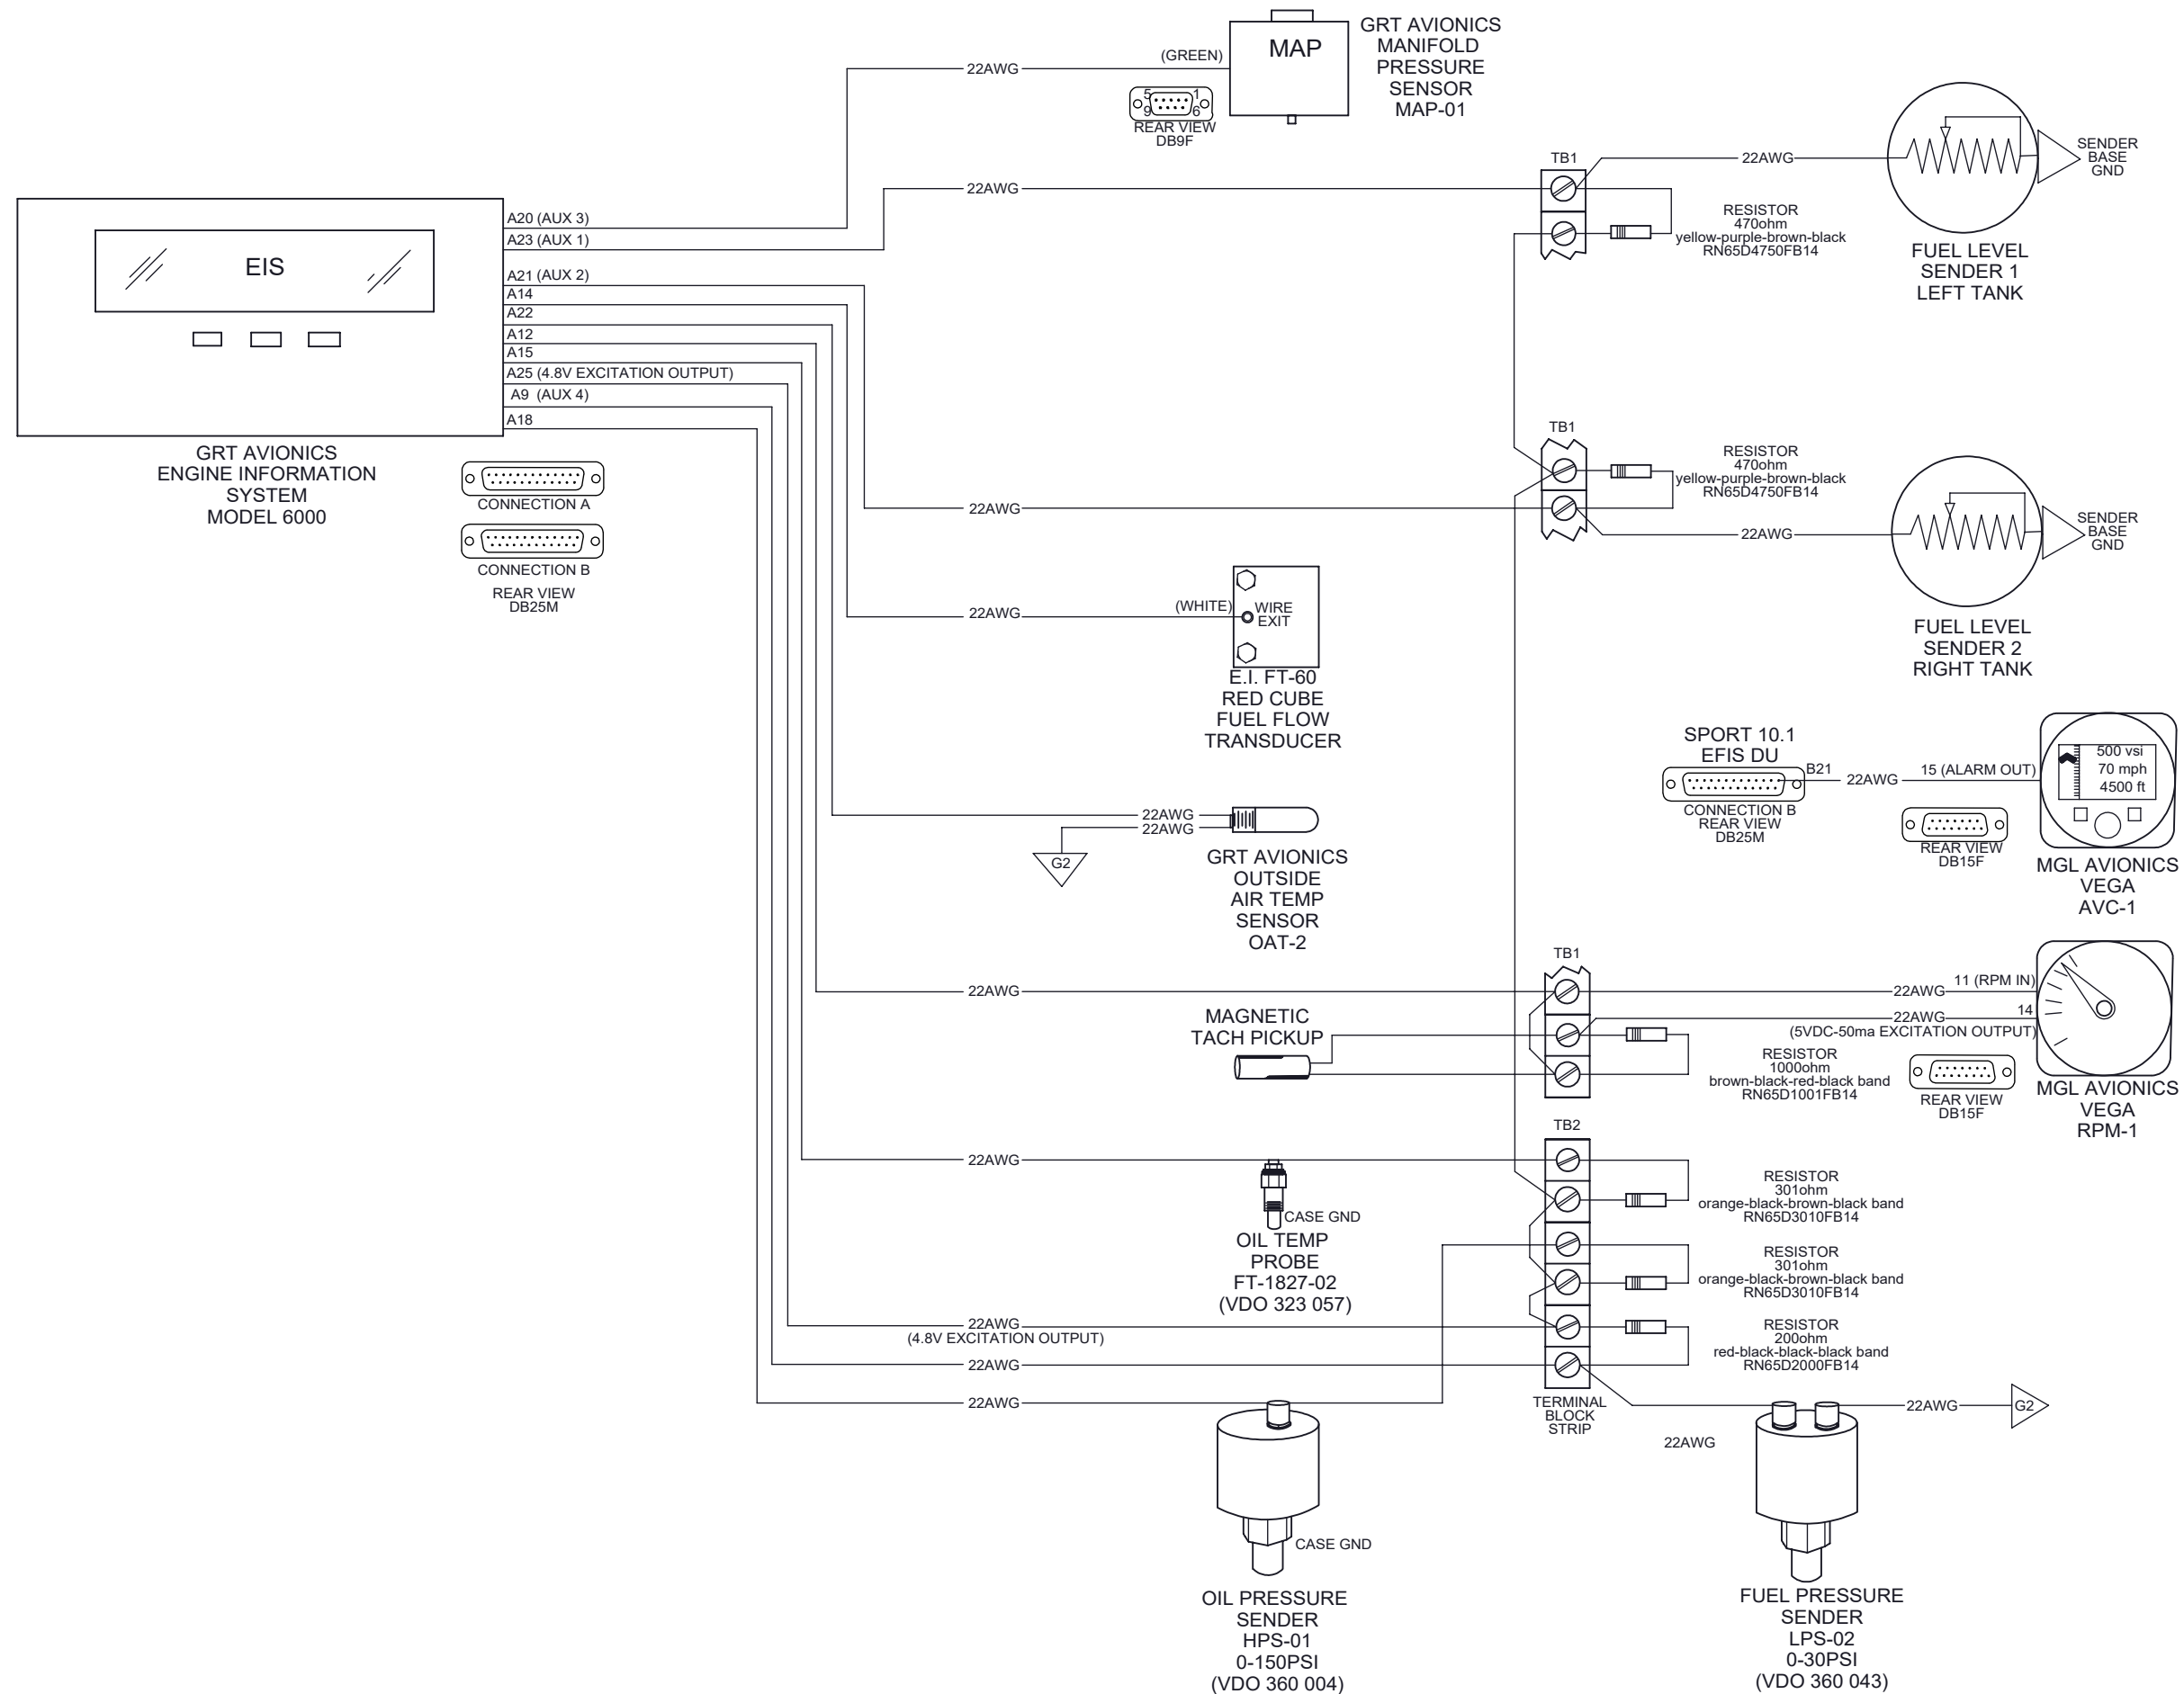 GRT AVIONICS
MANIFOLD
PRESSURE
SENSOR
MAP-01
MAP
(GREEN)
22AWG
5
1
9
6
REAR VIEW
DB9F
TB1
22AWG
22AWG
SENDER
BASE
GND
RESISTOR
470ohm
yellow-purple-brown-black
RN65D4750FB14
FUEL LEVEL
SENDER 1
LEFT TANK
EIS
A20 (AUX 3)
A23 (AUX 1)
A21 (AUX 2)
A14
A22
A12
A15
A25 (4.8V EXCITATION OUTPUT)
A9 (AUX 4)
A18
GRT AVIONICS
ENGINE INFORMATION
SYSTEM
MODEL 6000
CONNECTION A
CONNECTION B
REAR VIEW
DB25M
TB1
RESISTOR
470ohm
yellow-purple-brown-black
RN65D4750FB14
22AWG
22AWG
SENDER
BASE
GND
FUEL LEVEL
SENDER 2
RIGHT TANK
22AWG
(WHITE)
WIRE
EXIT
E.I. FT-60
RED CUBE
FUEL FLOW
TRANSDUCER
SPORT 10.1
EFIS DU
B21
22AWG
15 (ALARM OUT)
CONNECTION B
REAR VIEW
DB25M
REAR VIEW
DB15F
500 vsi
70 mph
4500 ft
MGL AVIONICS
VEGA
AVC-1
22AWG
22AWG
G2
GRT AVIONICS
OUTSIDE
AIR TEMP
SENSOR
OAT-2
TB1
22AWG
22AWG
11 (RPM IN)
22AWG
14
(5VDC-50ma EXCITATION OUTPUT)
MAGNETIC
TACH PICKUP
RESISTOR
1000ohm
brown-black-red-black band
RN65D1001FB14
REAR VIEW
DB15F
MGL AVIONICS
VEGA
RPM-1
TB2
22AWG
CASE GND
OIL TEMP
PROBE
FT-1827-02
(VDO 323 057)
RESISTOR
301ohm
orange-black-brown-black band
RN65D3010FB14
RESISTOR
301ohm
orange-black-brown-black band
RN65D3010FB14
22AWG
(4.8V EXCITATION OUTPUT)
RESISTOR
200ohm
red-black-black-black band
RN65D2000FB14
22AWG
22AWG
TERMINAL
BLOCK
STRIP
22AWG
22AWG
G2
CASE GND
OIL PRESSURE
SENDER
HPS-01
0-150PSI
(VDO 360 004)
FUEL PRESSURE
SENDER
LPS-02
0-30PSI
(VDO 360 043)